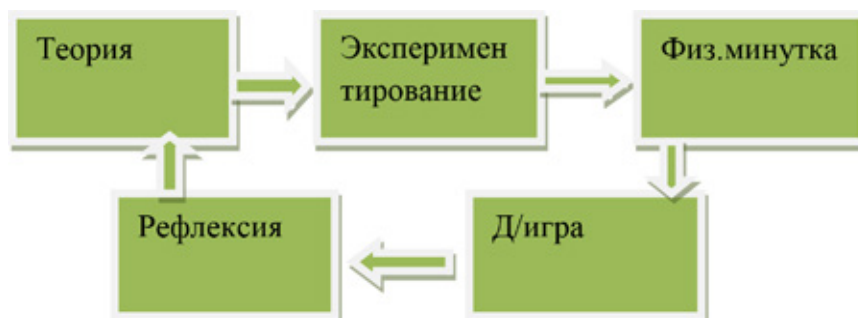 Теория
Эксперимен
тирование
Физ.минутка
Рефлексия
Д/игра